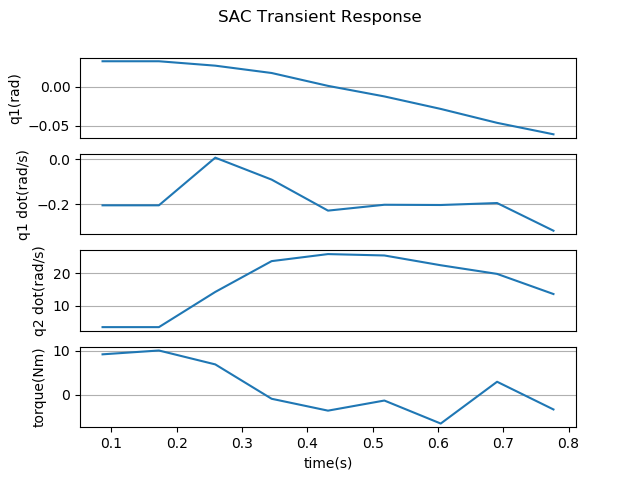 SAC Transient Response
q1(rad)
0.00
−0.05
q1 dot(rad/s)
0.0
−0.2
q2 dot(rad/s)
20
10
torque(Nm)
10
0
0.1 0.2 0.3 0.4 0.5 0.6 0.7 0.8
time(s)